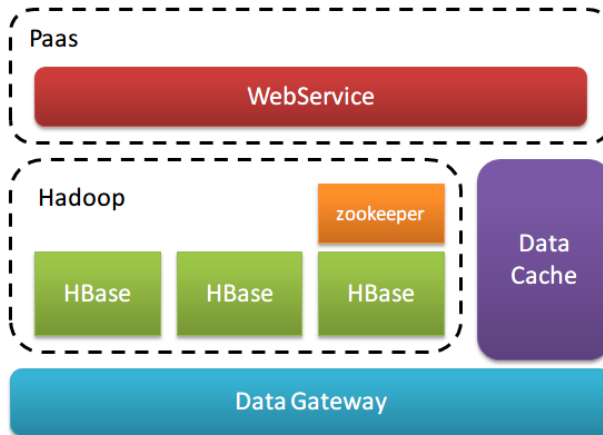 Paas
WebService
Hadoop
zookeeper
HBase
HBase
HBase
Data
Cache
Data Gateway